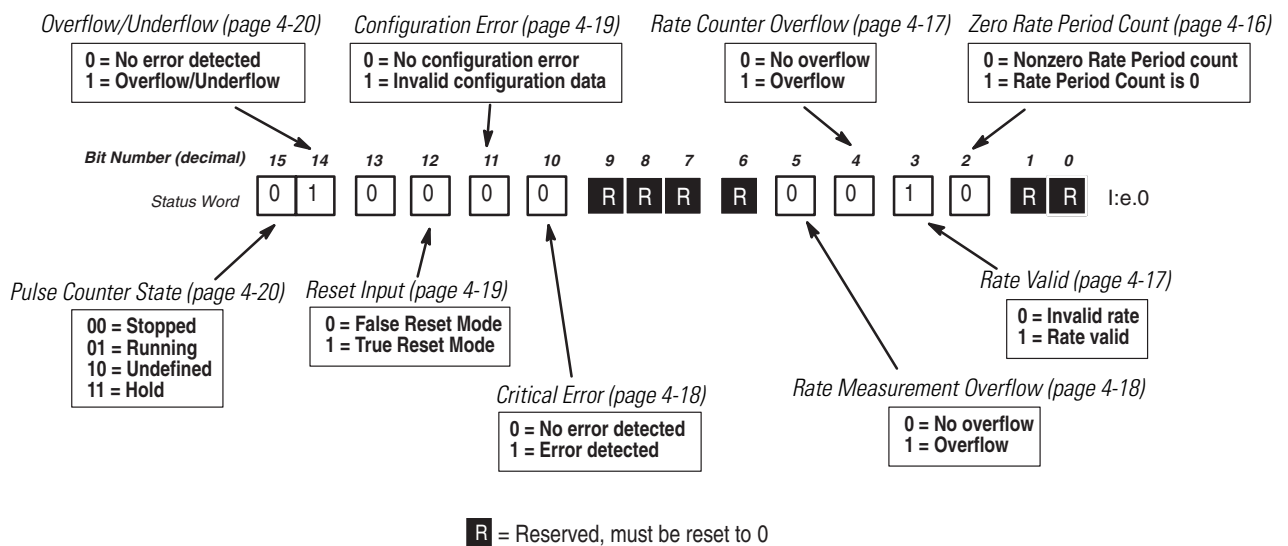 Overflow/Underflow (page 4-20)
0 = No error detected
1 = Overflow/Underflow
Configuration Error (page 4-19)
0 = No configuration error
1 = Invalid configuration data
Rate Counter Overflow (page 4-17)
0 = No overflow
1 = Overflow
Zero Rate Period Count (page 4-16)
0 = Nonzero Rate Period count
1 = Rate Period Count is 0
Bit Number (decimal) 15 14 13 12 11 10 9 8 7 6 5 4 3 2 1 0
Status Word 0 1 0 0 0 0 R R R R 0 0 1 0 R R I:e.0
Pulse Counter State (page 4-20)
00 = Stopped
01 = Running
10 = Undefined
11 = Hold
Reset Input (page 4-19)
0 = False Reset Mode
1 = True Reset Mode
Critical Error (page 4-18)
0 = No error detected
1 = Error detected
Rate Measurement Overflow (page 4-18)
0 = No overflow
1 = Overflow
Rate Valid (page 4-17)
0 = Invalid rate
1 = Rate valid
R = Reserved, must be reset to 0